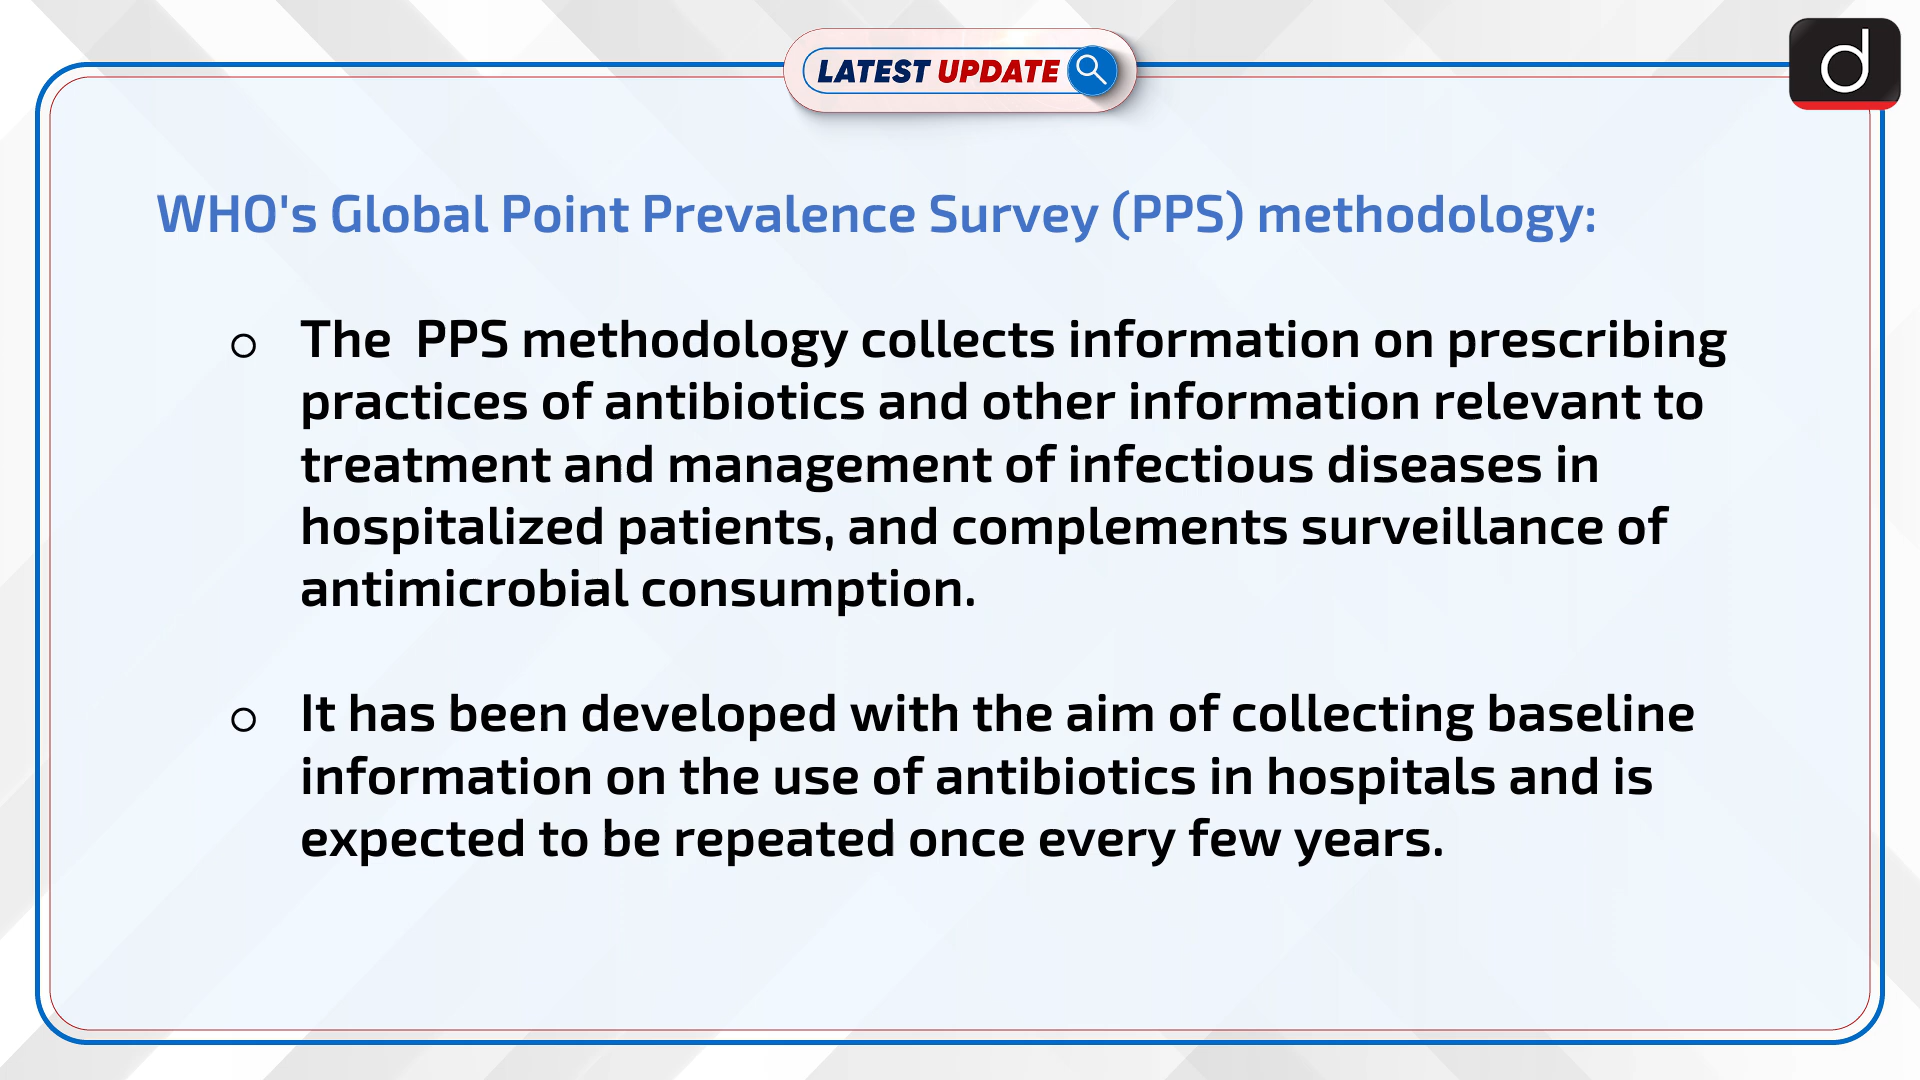 LATEST UPDATE
d
WHO's Global Point Prevalence Survey (PPS) methodology:
○ The  PPS methodology collects information on prescribing
practices of antibiotics and other information relevant to
treatment and management of infectious diseases in
hospitalized patients, and complements surveillance of
antimicrobial consumption.
○ It has been developed with the aim of collecting baseline
information on the use of antibiotics in hospitals and is
expected to be repeated once every few years.